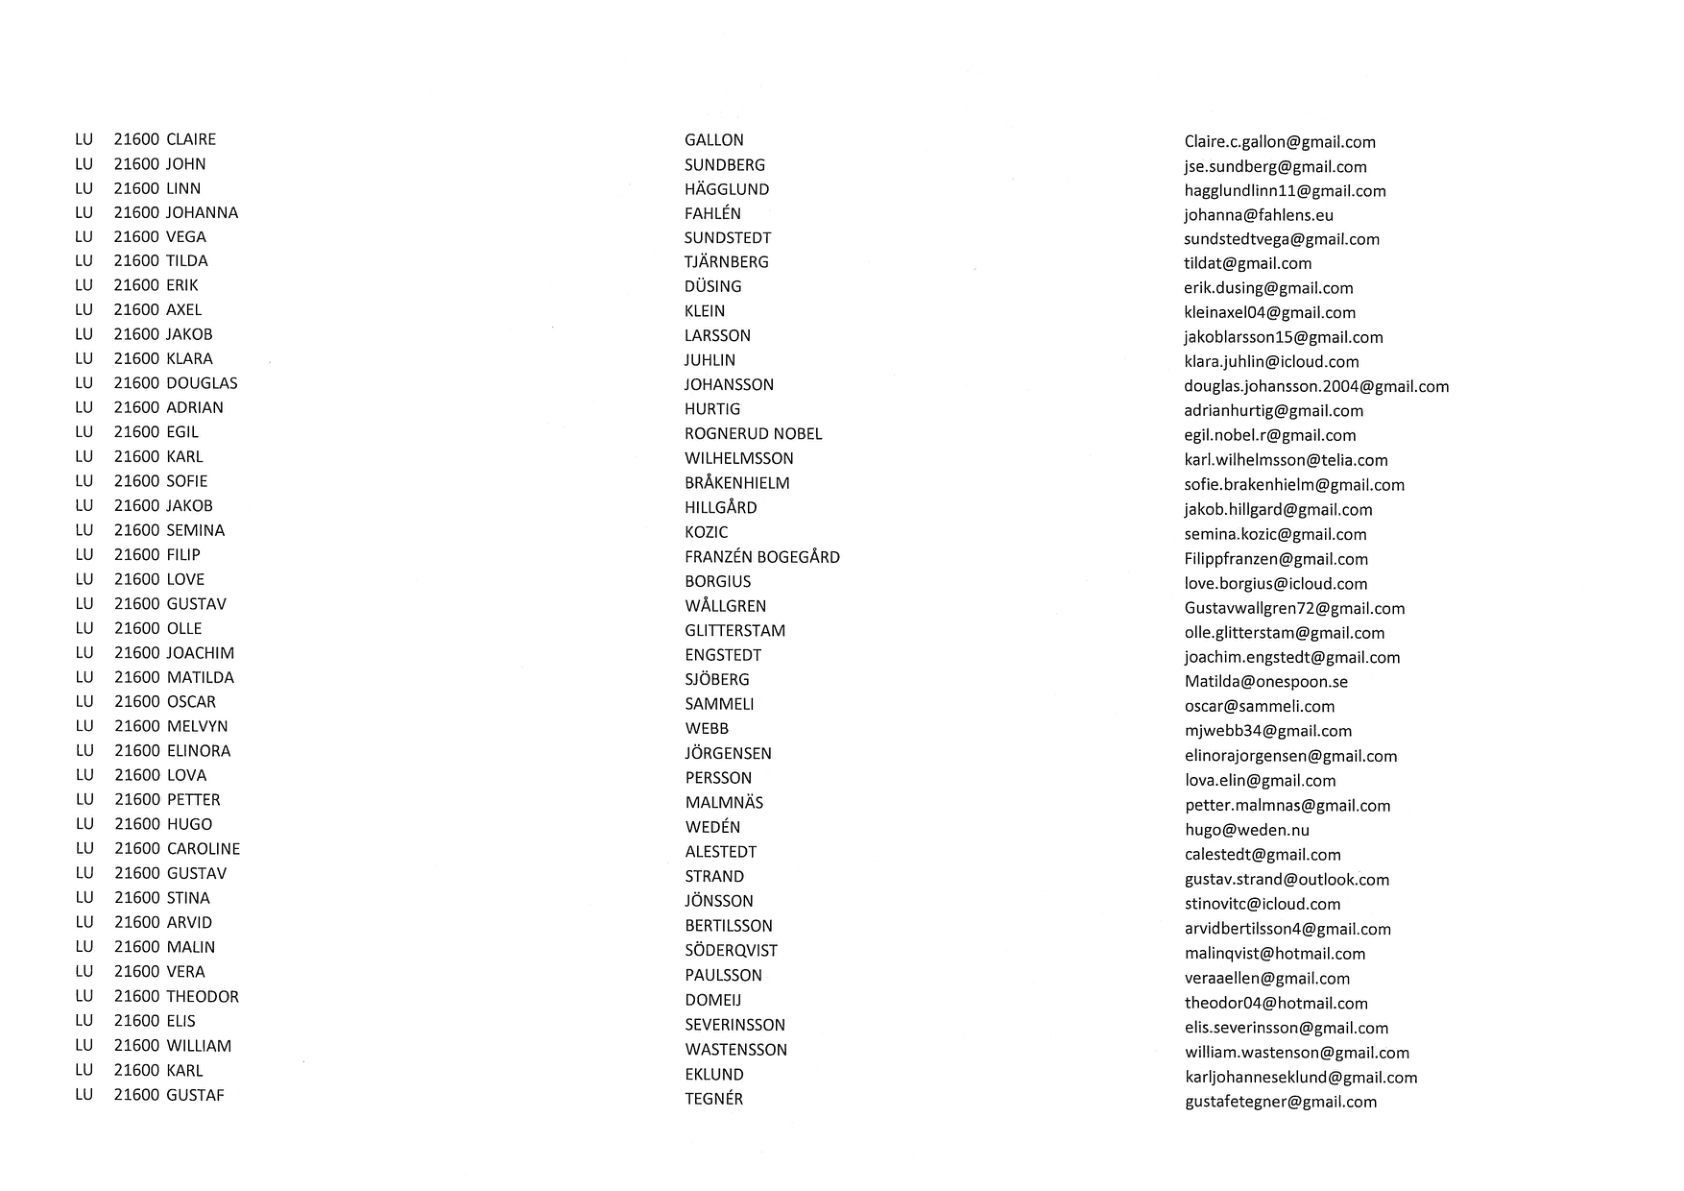 LU 21600 CLAIRE GALLON Claire.c.gallon@gmail.com
LU 21600 JOHN SUNDBERG jse.sundberg@gmail.com
LU 21600 LINN HÄGGLUND hagglundlinn11@gmail.com
LU 21600 JOHANNA FAHLÉN johanna@fahlens.eu
LU 21600 VEGA SUNDSTEDT sundstedtvega@gmail.com
LU 21600 TILDA TJÄRNBERG tildat@gmail.com
LU 21600 ERIK DÜSING erik.dusing@gmail.com
LU 21600 AXEL KLEIN kleinaxel04@gmail.com
LU 21600 JAKOB LARSSON jakoblarsson15@gmail.com
LU 21600 KLARA JUHLIN klara.juhlin@icloud.com
LU 21600 DOUGLAS JOHANSSON douglas.johansson.2004@gmail.com
LU 21600 ADRIAN HURTIG adrianhurtig@gmail.com
LU 21600 EGIL ROGNERUD NOBEL egil.nobel.r@gmail.com
LU 21600 KARL WILHELMSSON karl.wilhelmsson@telia.com
LU 21600 SOFIE BRÅKENHIELM sofie.brakenhielm@gmail.com
LU 21600 JAKOB HILLGÅRD jakob.hillgard@gmail.com
LU 21600 SEMINA KOZIC semina.kozic@gmail.com
LU 21600 FILIP FRANZÉN BOGEGÅRD Filippfranzen@gmail.com
LU 21600 LOVE BORGIUS love.borgius@icloud.com
LU 21600 GUSTAV WÅLLGREN Gustavwallgren72@gmail.com
LU 21600 OLLE GLITTERSTAM olle.glitterstam@gmail.com
LU 21600 JOACHIM ENGSTEDT joachim.engstedt@gmail.com
LU 21600 MATILDA SJÖBERG Matilda@onespoon.se
LU 21600 OSCAR SAMMELI oscar@sammeli.com
LU 21600 MELVYN WEBB mjwebb34@gmail.com
LU 21600 ELINORA JÖRGENSEN elinorajorgensen@gmail.com
LU 21600 LOVA PERSSON lova.elin@gmail.com
LU 21600 PETTER MALMNÄS petter.malmnas@gmail.com
LU 21600 HUGO WEDÉN hugo@weden.nu
LU 21600 CAROLINE ALESTEDT calestedt@gmail.com
LU 21600 GUSTAV STRAND gustav.strand@outlook.com
LU 21600 STINA JÖNSSON stinovitc@icloud.com
LU 21600 ARVID BERTILSSON arvidbertilsson4@gmail.com
LU 21600 MALIN SÖDERQVIST malinqvist@hotmail.com
LU 21600 VERA PAULSSON veraaellen@gmail.com
LU 21600 THEODOR DOMEIJ theodor04@hotmail.com
LU 21600 ELIS SEVERINSSON elis.severinsson@gmail.com
LU 21600 WILLIAM WASTENSSON william.wastenson@gmail.com
LU 21600 KARL EKLUND karljohanneseklund@gmail.com
LU 21600 GUSTAF TEGNÉR gustafetegner@gmail.com